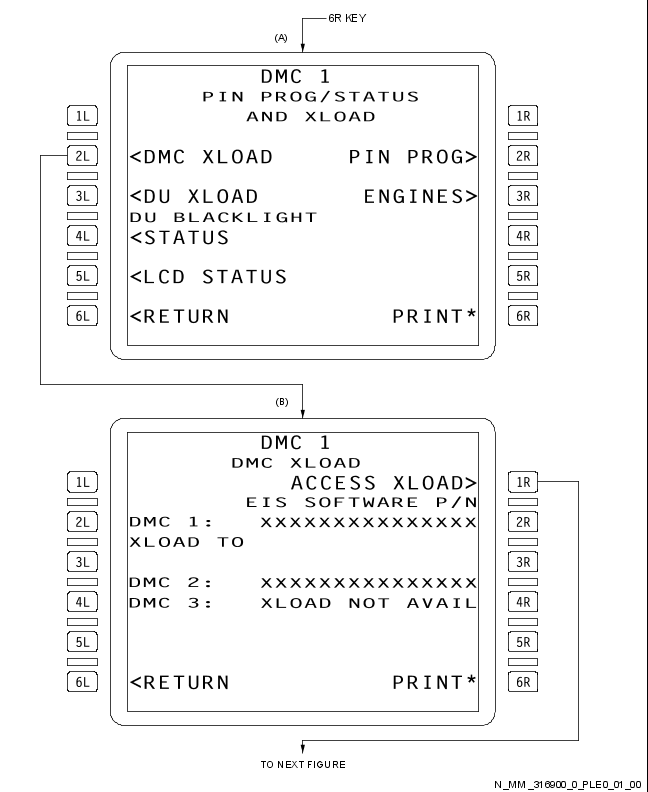 6R KEY
(A)
DMC 1
PIN PROG/STATUS
AND XLOAD
1L
1R
2L
<DMC XLOAD
PIN PROG>
2R
3L
<DU XLOAD
ENGINES>
3R
DU BLACKLIGHT
4L
<STATUS
4R
5L
<LCD STATUS
5R
6L
<RETURN
PRINT*
6R
(B)
DMC 1
DMC XLOAD
1L
ACCESS XLOAD>
1R
EIS SOFTWARE P/N
2L
DMC 1: XXXXXXXXXXXXXXX
2R
XLOAD TO
3L
3R
DMC 2: XXXXXXXXXXXXXXX
4L
DMC 3: XLOAD NOT AVAIL
4R
5L
5R
6L
<RETURN
PRINT*
6R
TO NEXT FIGURE
N_MM_316900_0_PLE0_01_00